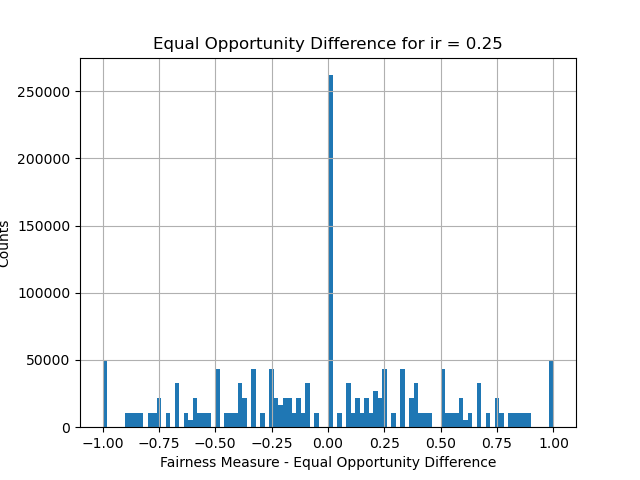 Equal Opportunity Difference for ir = 0.25
250000
200000
150000
100000
50000
0
Counts
−1.00 −0.75 −0.50 −0.25 0.00 0.25 0.50 0.75 1.00
Fairness Measure - Equal Opportunity Difference